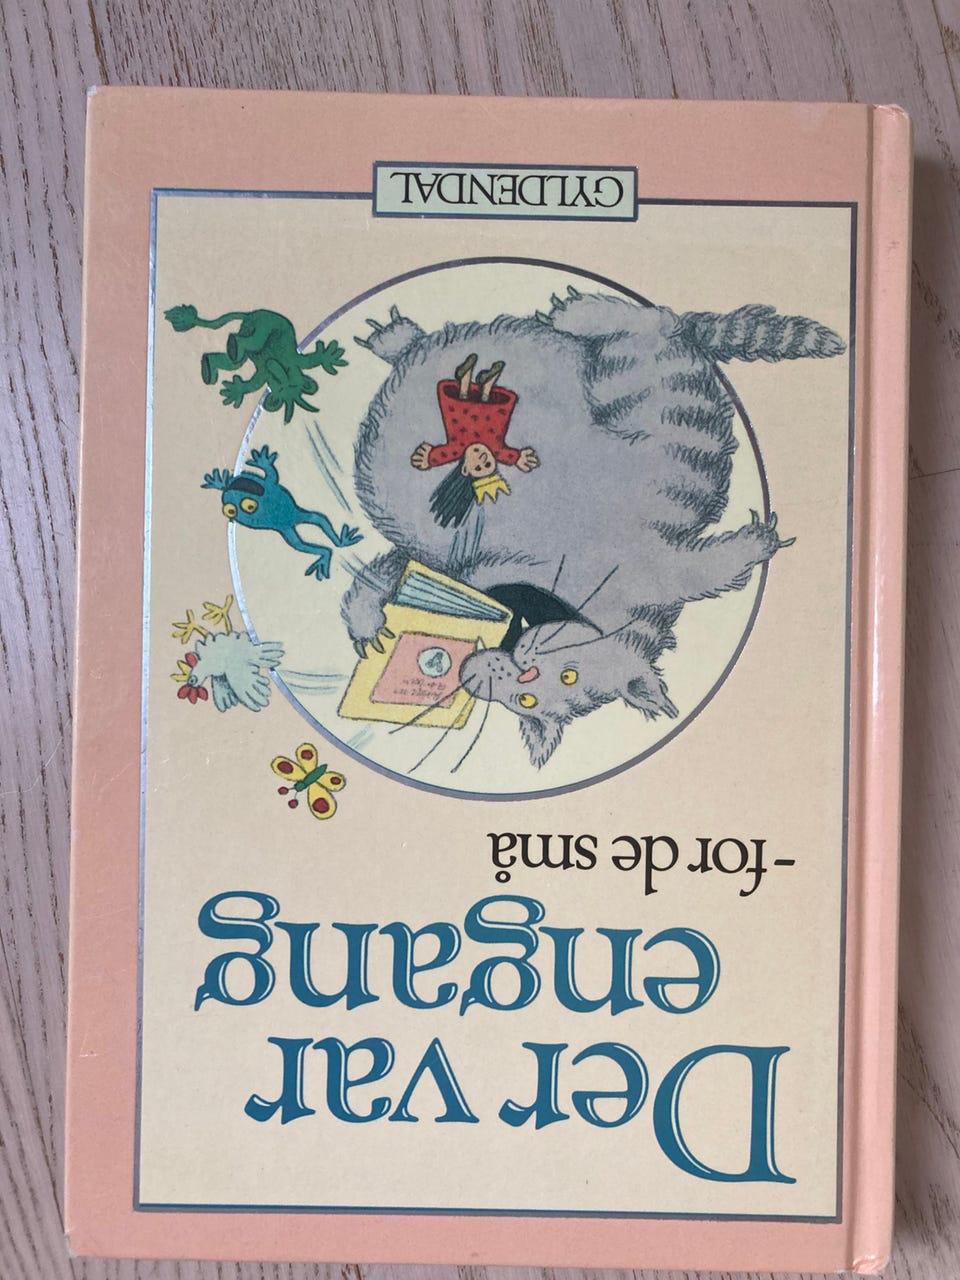 Der var
engang
-for de små
GYLDENDAL